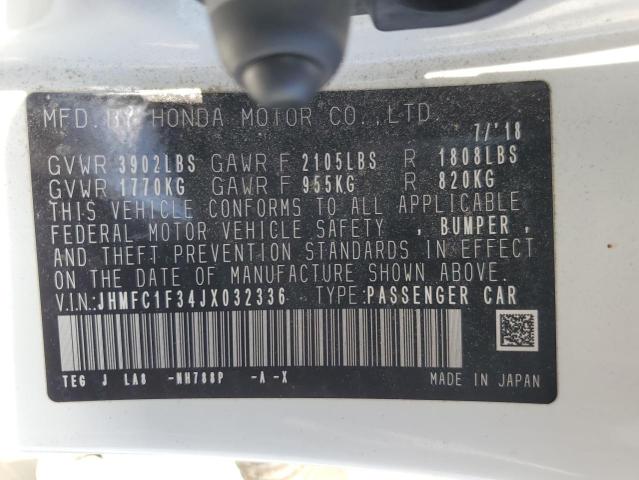 MFD. BY HONDA MOTOR CO.,LTD. 7/'18
GVWR 3902LBS GAWR F 2105LBS R 1808LBS
GVWR 1770KG GAWR F 955KG R 820KG
THIS VEHICLE CONFORMS TO ALL APPLICABLE
FEDERAL MOTOR VEHICLE SAFETY , BUMPER ,
AND THEFT PREVENTION STANDARDS IN EFFECT
ON THE DATE OF MANUFACTURE SHOWN ABOVE.
V.I.N:JHMFC1F34JX032336 TYPE:PASSENGER CAR
TEG J LA8 -NH788P -A-X MADE IN JAPAN